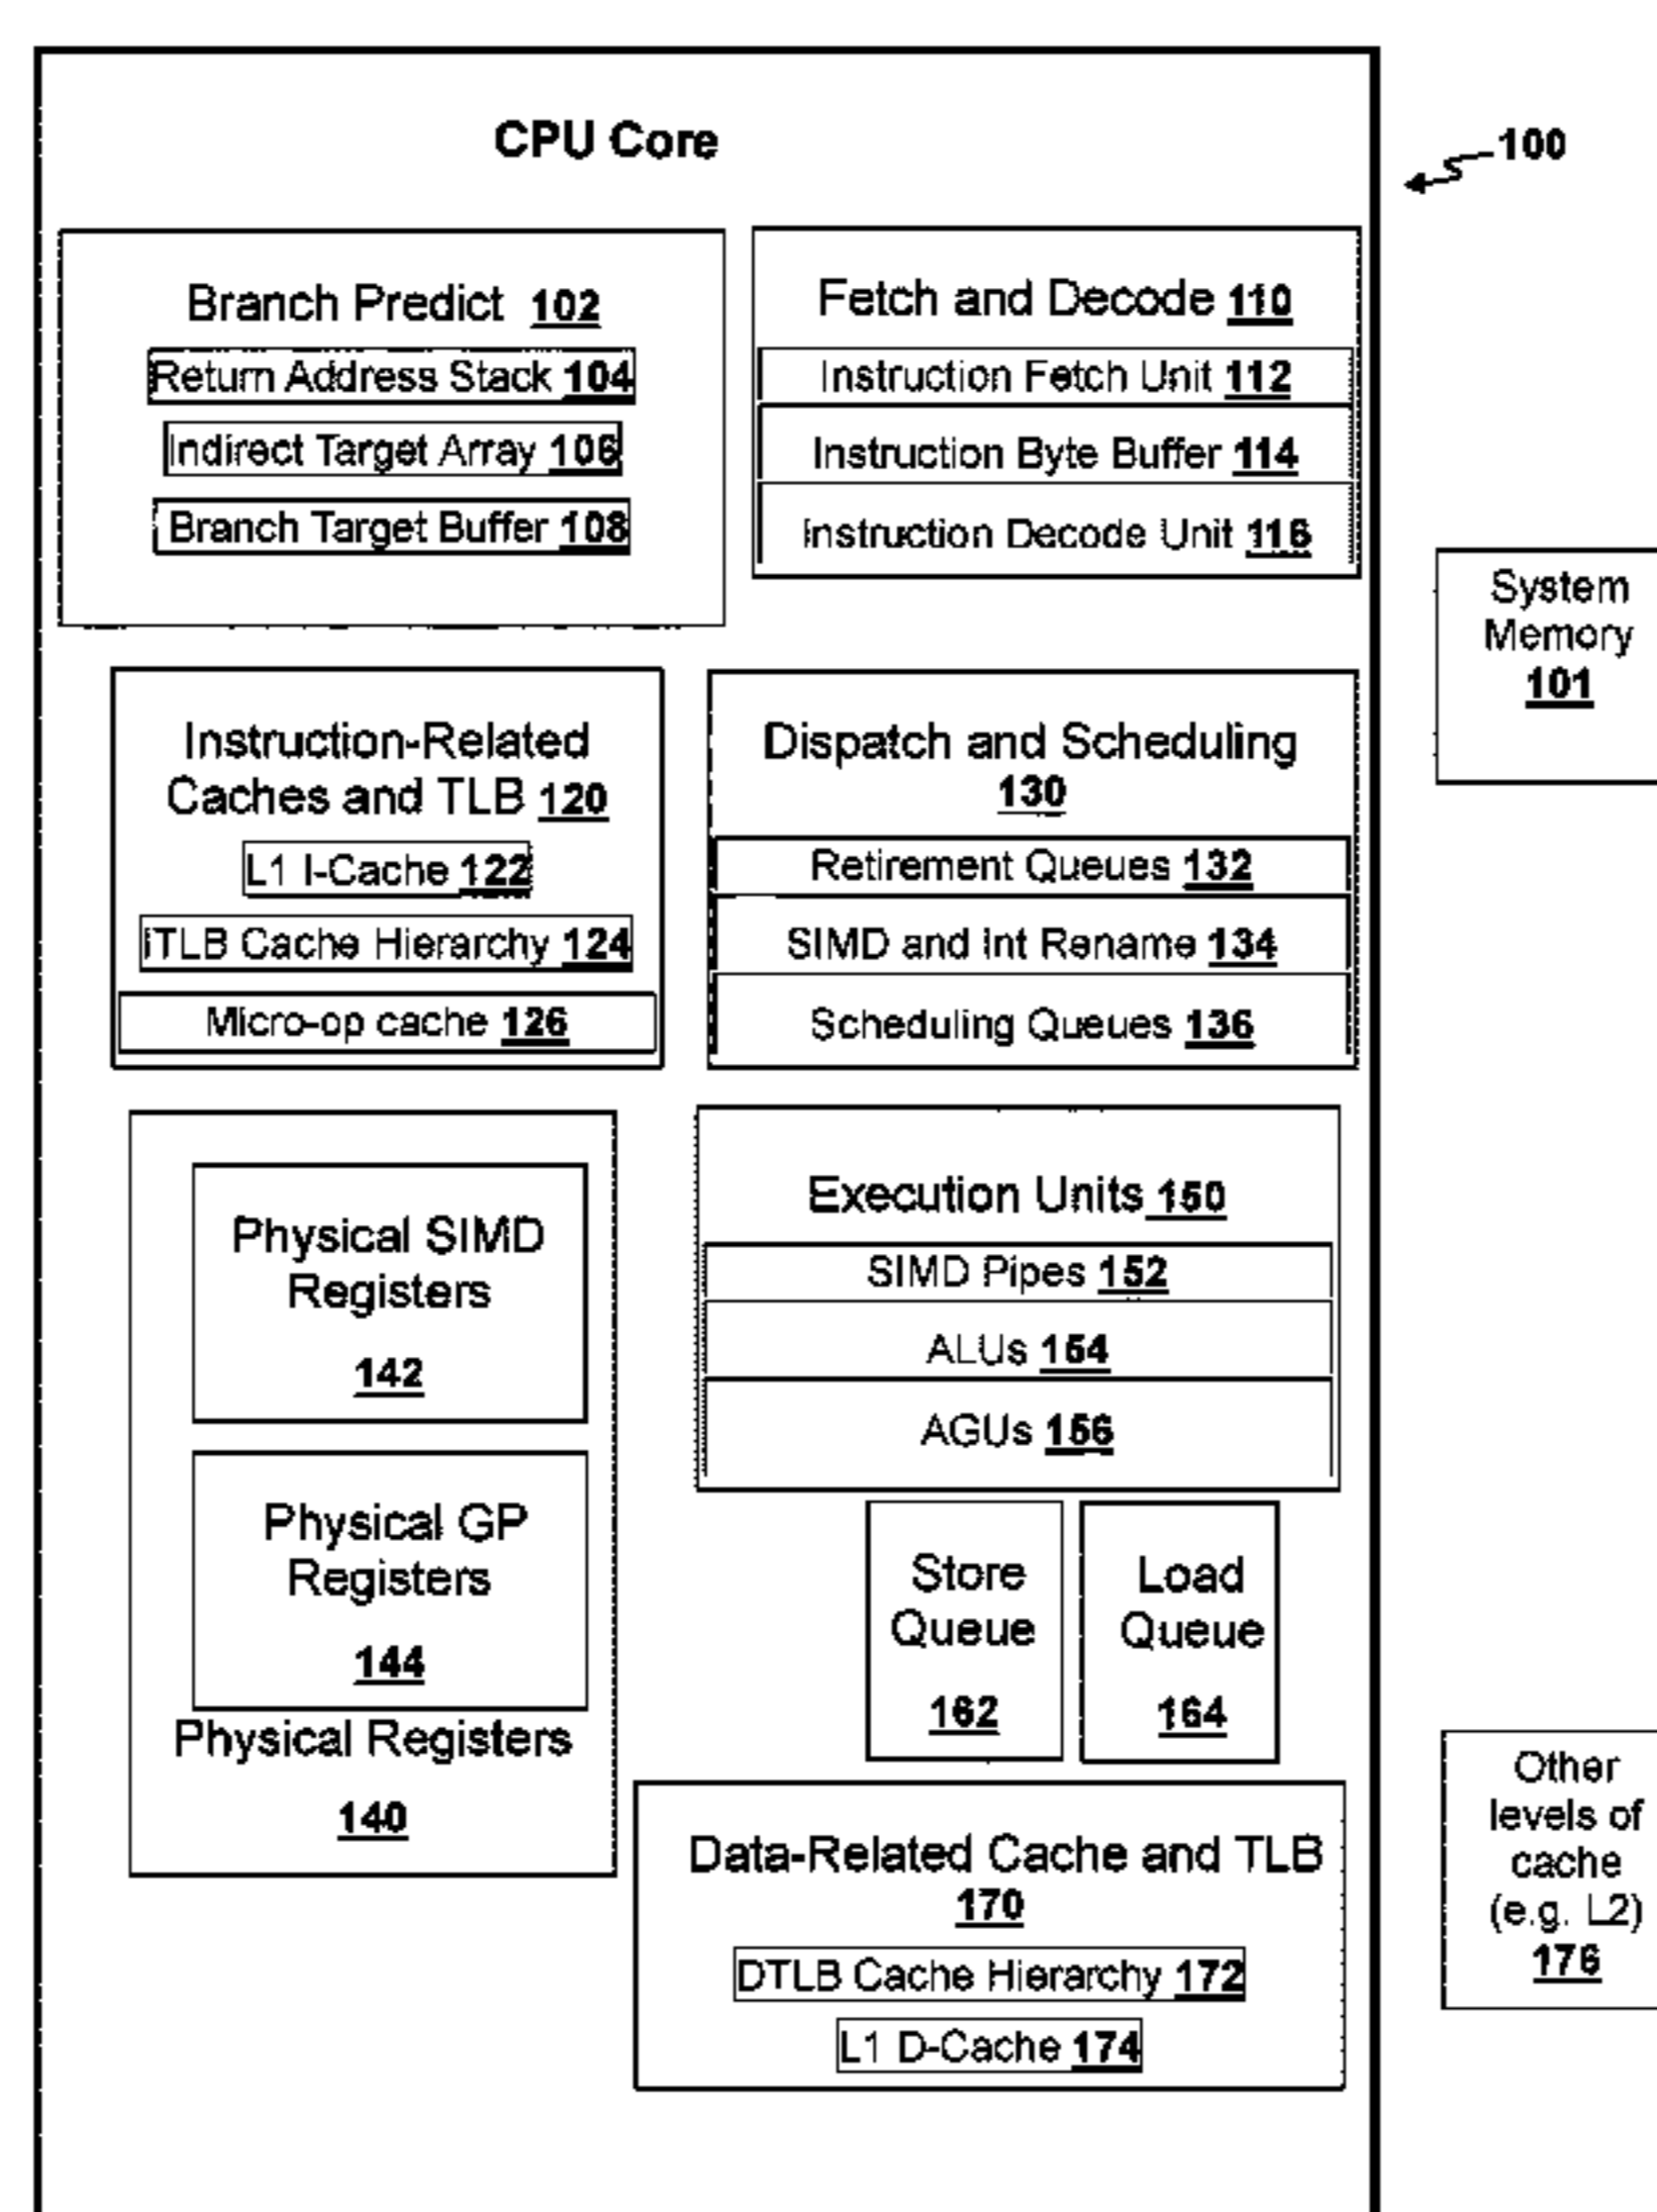 CPU Core
100
Branch Predict 102
Return Address Stack 104
Indirect Target Array 106
Branch Target Buffer 108
Fetch and Decode 110
Instruction Fetch Unit 112
Instruction Byte Buffer 114
Instruction Decode Unit 116
System
Memory
101
Instruction-Related
Caches and TLB 120
L1 I-Cache 122
iTLB Cache Hierarchy 124
Micro-op cache 126
Dispatch and Scheduling
130
Retirement Queues 132
SIMD and Int Rename 134
Scheduling Queues 136
Physical SIMD
Registers
142
Physical GP
Registers
144
Physical Registers
140
Execution Units 150
SIMD Pipes 152
ALUs 154
AGUs 156
Store
Queue
162
Load
Queue
164
Data-Related Cache and TLB
170
DTLB Cache Hierarchy 172
L1 D-Cache 174
Other
levels of
cache
(e.g. L2)
176